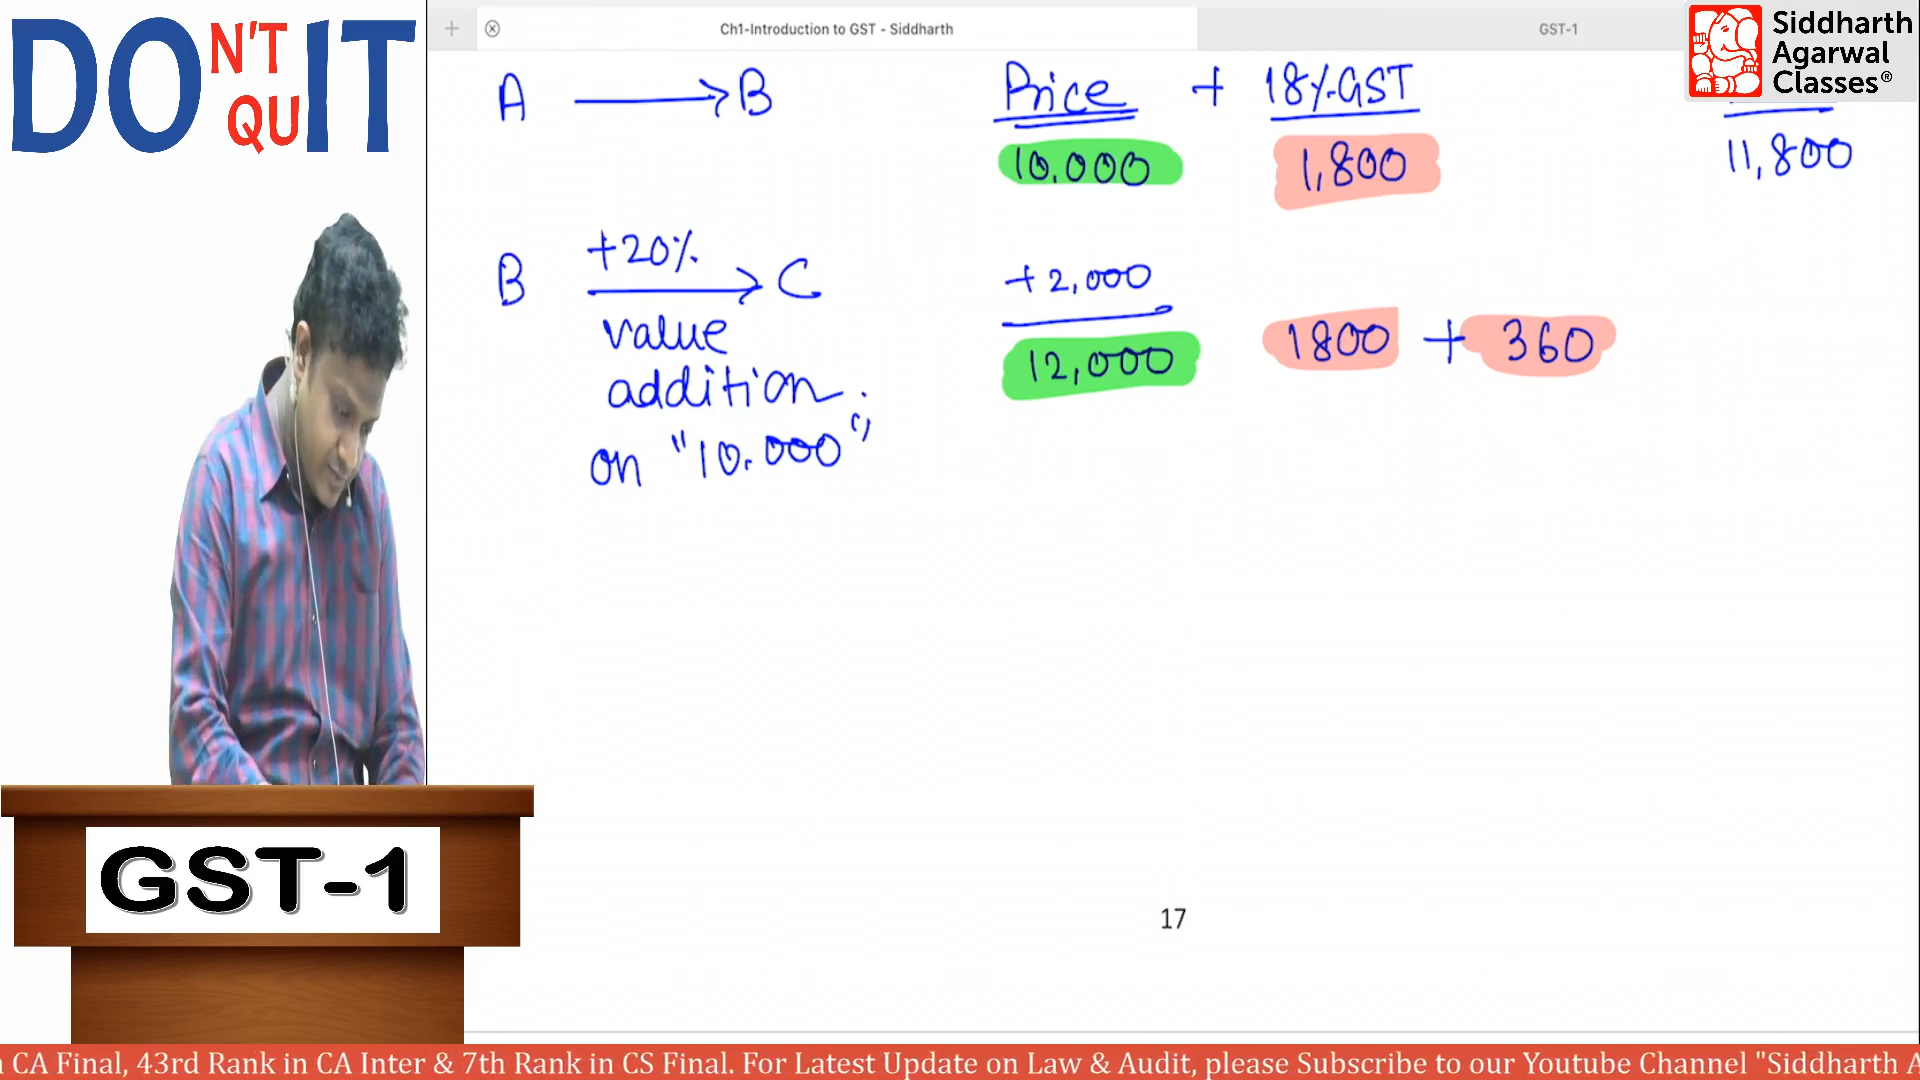 DON'T QUIT
Ch1-Introduction to GST - Siddharth
GST-1
Siddharth
Agarwal
Classes®
A → B Price + 18% GST
10,000 1,800 11,800
B +20% → C + 2,000
value
12,000 1800 + 360
addition.
on "10,000"
GST-1
17
CA Final, 43rd Rank in CA Inter & 7th Rank in CS Final. For Latest Update on Law & Audit, please Subscribe to our Youtube Channel "Siddharth A